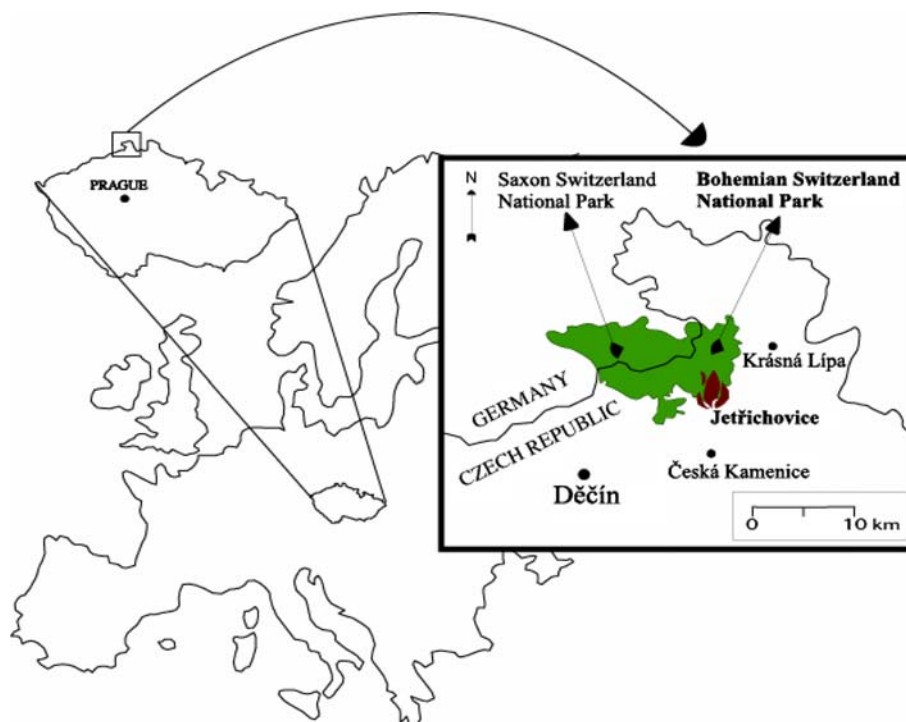 PRAGUE
N
Saxon Switzerland
National Park
Bohemian Switzerland
National Park
Krásná Lípa
GERMANY
Jetřichovice
CZECH REPUBLIC
Česká Kamenice
Děčín
0 10 km